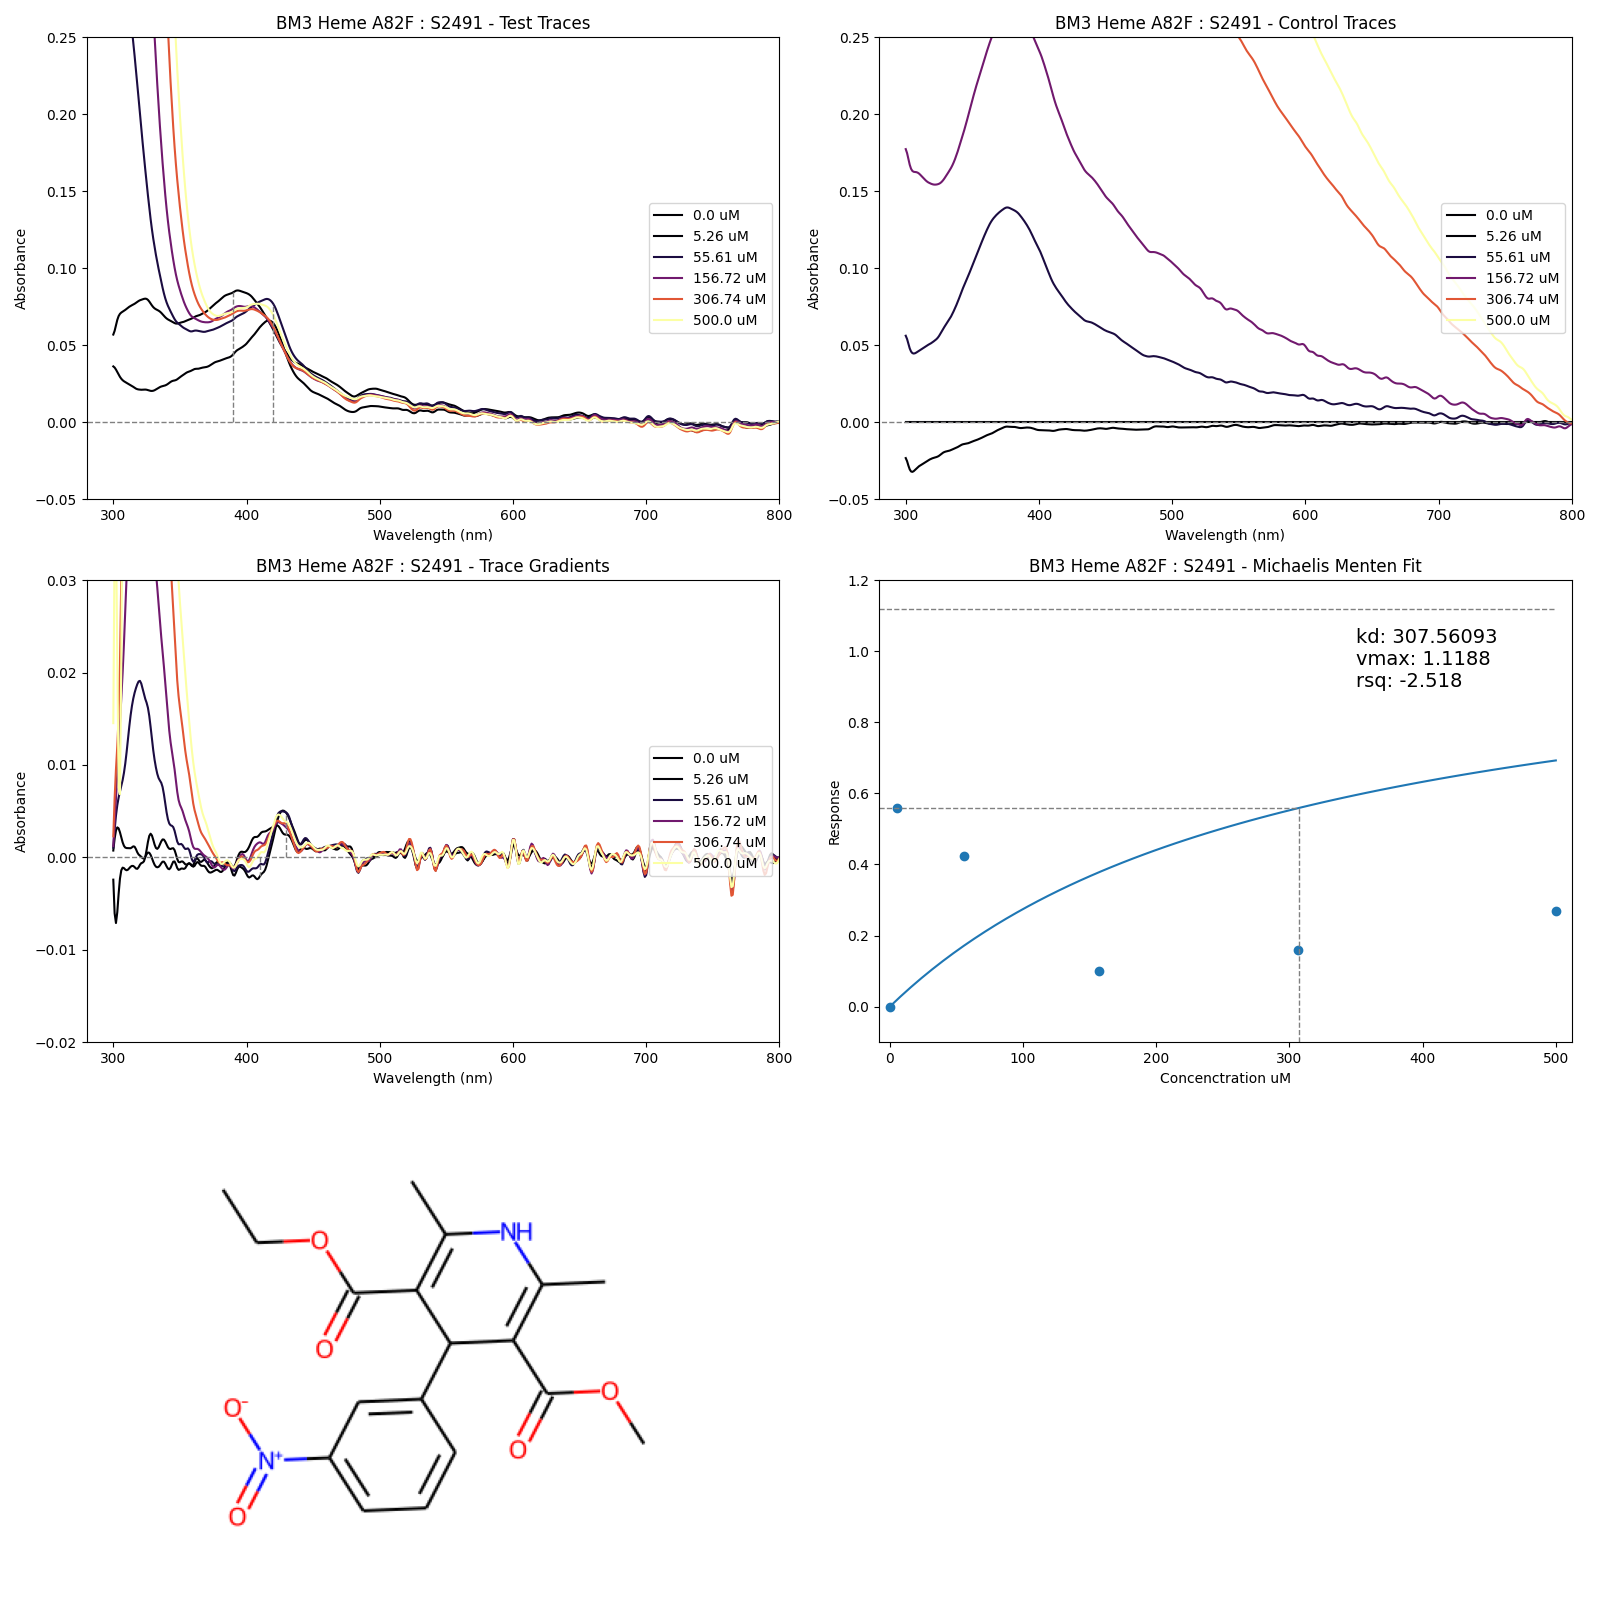 BM3 Heme A82F : S2491 - Test Traces
0.25
0.20
0.15
0.10
0.05
0.00
−0.05
Absorbance
300 400 500 600 700 800
Wavelength (nm)
0.0 uM
5.26 uM
55.61 uM
156.72 uM
306.74 uM
500.0 uM
BM3 Heme A82F : S2491 - Control Traces
0.25
0.20
0.15
0.10
0.05
0.00
−0.05
Absorbance
300 400 500 600 700 800
Wavelength (nm)
0.0 uM
5.26 uM
55.61 uM
156.72 uM
306.74 uM
500.0 uM
BM3 Heme A82F : S2491 - Trace Gradients
0.03
0.02
0.01
0.00
−0.01
−0.02
Absorbance
300 400 500 600 700 800
Wavelength (nm)
0.0 uM
5.26 uM
55.61 uM
156.72 uM
306.74 uM
500.0 uM
BM3 Heme A82F : S2491 - Michaelis Menten Fit
1.2
1.0
0.8
0.6
0.4
0.2
0.0
Response
kd: 307.56093
vmax: 1.1188
rsq: -2.518
0 100 200 300 400 500
Concenctration uM
NH
O
O
O
O
O⁻
N⁺
O